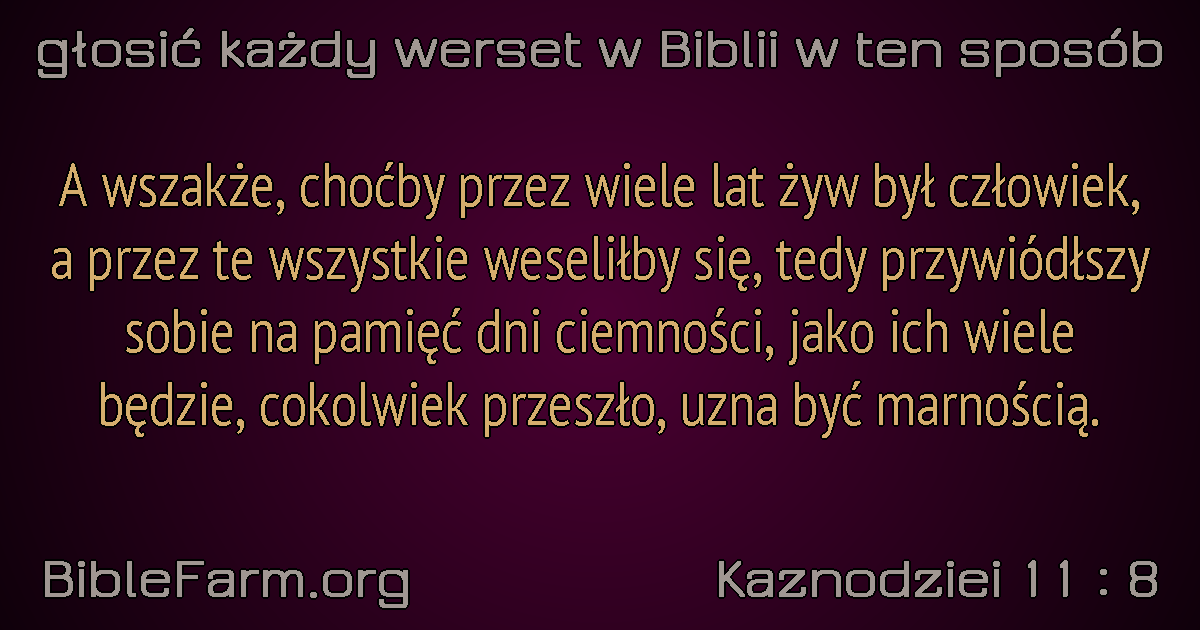 głosić każdy werset w Biblii w ten sposób
A wszakże, choćby przez wiele lat żyw był człowiek,
a przez te wszystkie weseliłby się, tedy przywiódłszy
sobie na pamięć dni ciemności, jako ich wiele
będzie, cokolwiek przeszło, uzna być marnością.
BibleFarm.org
Kaznodziei 11 : 8